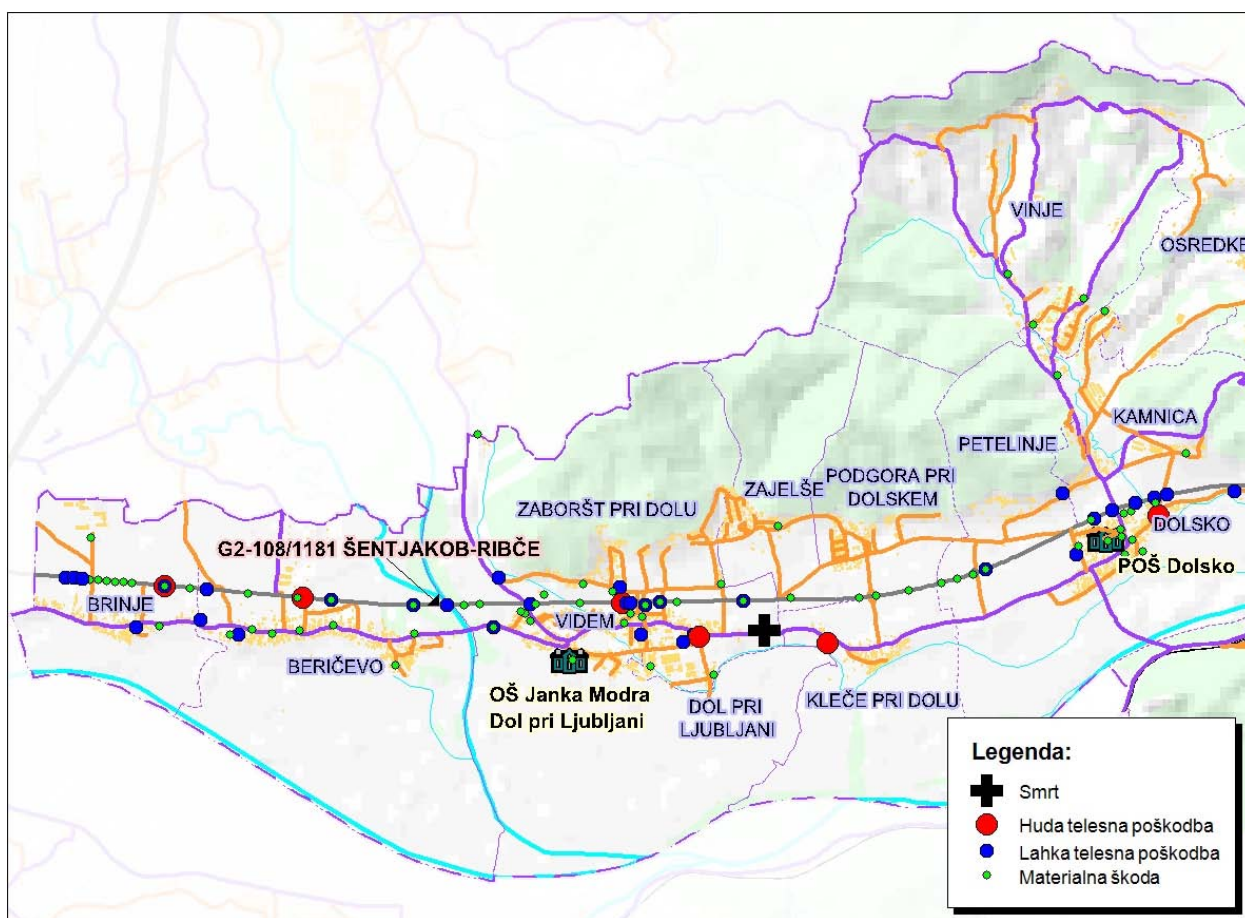 VINJE
OSREDKE
KAMNICA
PETELINJE
PODGORA PRI
DOLSKEM
ZAJELŠE
ZABORŠT PRI DOLU
G2-108/1181 ŠENTJAKOB-RIBČE
DOLSKO
POŠ Dolsko
BRINJE
VIDEM
BERIČEVO
OŠ Janka Modra
Dol pri Ljubljani
DOL PRI
LJUBLJANI
KLEČE PRI DOLU
Legenda:
Smrt
Huda telesna poškodba
Lahka telesna poškodba
Materialna škoda